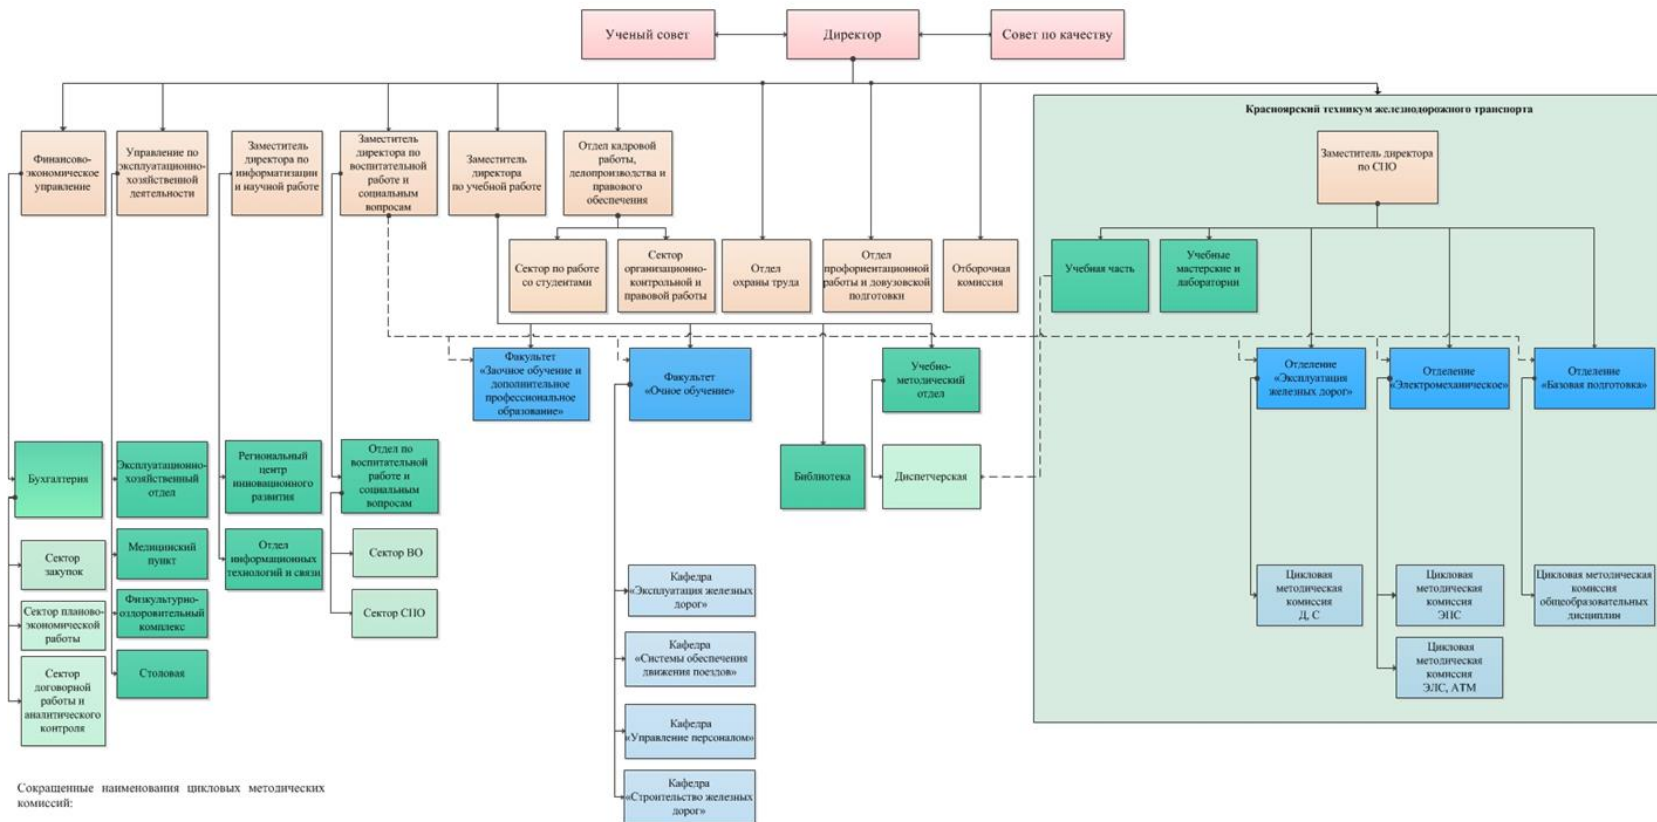 Ученый совет
Директор
Совет по качеству
Красноярский техникум железнодорожного транспорта
Финансово-
экономическое
управление
Управление по
эксплуатационно-
хозяйственной
деятельности
Заместитель
директора по
информатизации
и научной работе
Заместитель
директора по
воспитательной
работе и
социальным
вопросам
Заместитель
директора
по учебной работе
Отдел кадровой
работы,
делопроизводства и
правового
обеспечения
Заместитель директора
по СПО
Сектор по работе
со студентами
Сектор
организационно-
контрольной и
правовой работы
Отдел
охраны труда
Отдел
профориентационной
работы и довузовской
подготовки
Отборочная
комиссия
Учебная часть
Учебные
мастерские и
лаборатории
Факультет
«Заочное обучение и
дополнительное
профессиональное
образование»
Факультет
«Очное обучение»
Учебно-
методический
отдел
Отделение
«Эксплуатация
железных дорог»
Отделение
«Электромеханическое»
Отделение
«Базовая подготовка»
Бухгалтерия
Эксплуатационно-
хозяйственный
отдел
Региональный
центр
инновационного
развития
Отдел по
воспитательной
работе и
социальным
вопросам
Библиотека
Диспетчерская
Сектор
закупок
Медицинский
пункт
Отдел
информационных
технологий и связи
Сектор ВО
Сектор планово-
экономической
работы
Физкультурно-
оздоровительный
комплекс
Сектор СПО
Кафедра
«Эксплуатация железных
дорог»
Цикловая
методическая
комиссия
Д, С
Цикловая
методическая
комиссия
ЭПС
Цикловая методическая
комиссия
общеобразовательных
дисциплин
Сектор
договорной
работы и
аналитического
контроля
Столовая
Кафедра
«Системы обеспечения
движения поездов»
Цикловая
методическая
комиссия
ЭЛС, АТМ
Кафедра
«Управление персоналом»
Кафедра
«Строительство железных
дорог»
Сокращенные наименования цикловых методических
комиссий: